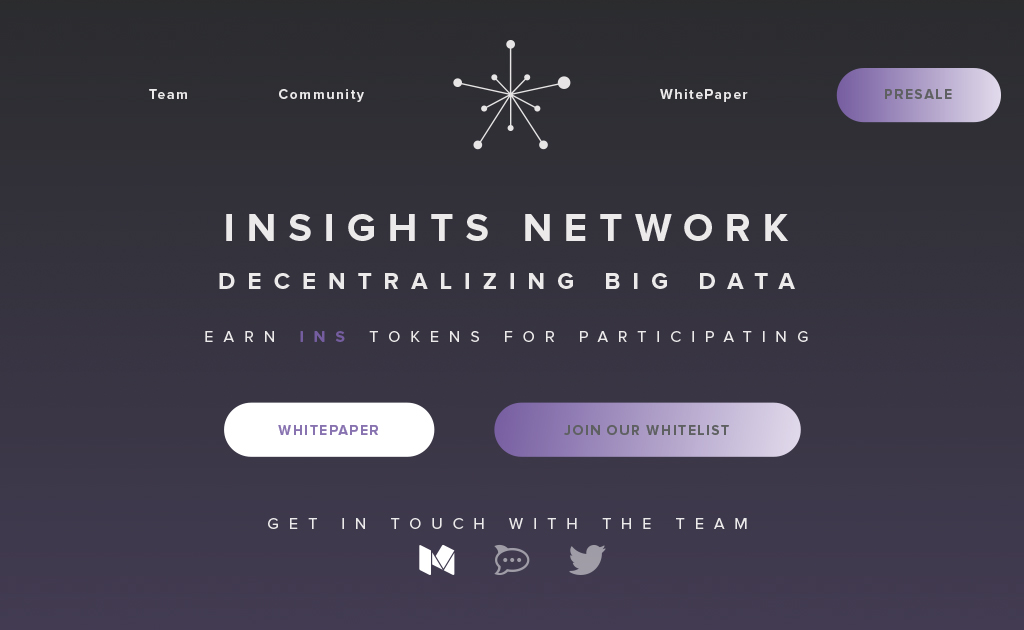 Team Community WhitePaper PRESALE
INSIGHTS NETWORK
DECENTRALIZING BIG DATA
EARN INS TOKENS FOR PARTICIPATING
WHITEPAPER JOIN OUR WHITELIST
GET IN TOUCH WITH THE TEAM